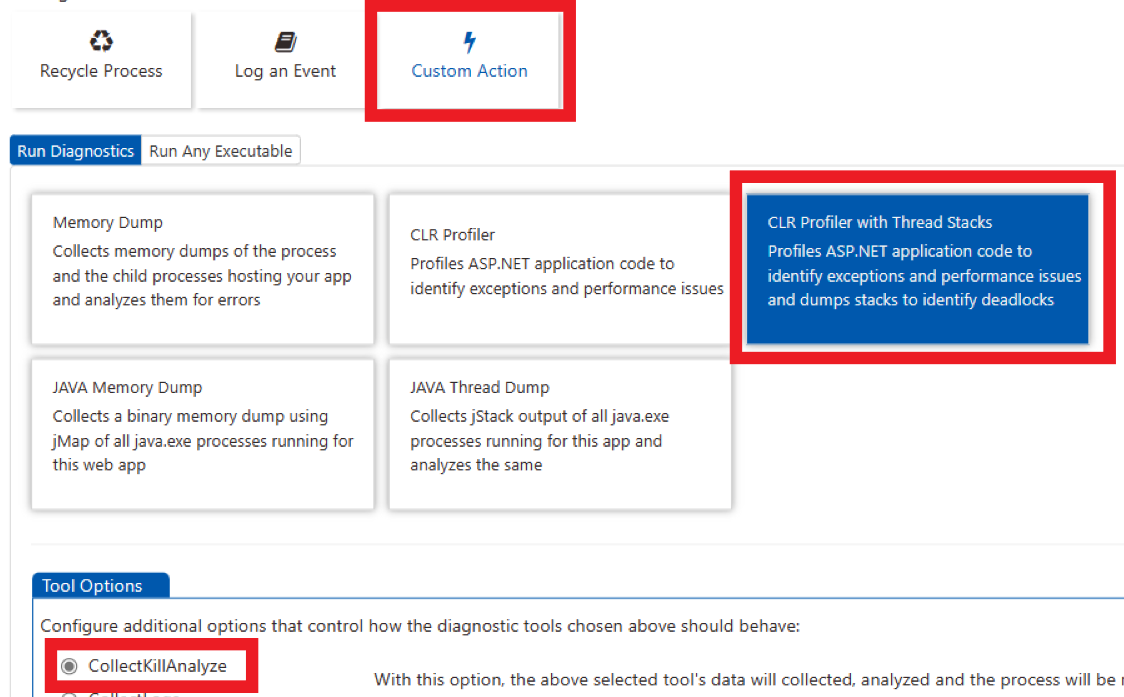 Recycle Process
Log an Event
Custom Action
Run Diagnostics
Run Any Executable
Memory Dump
Collects memory dumps of the process
and the child processes hosting your app
and analyzes them for errors
CLR Profiler
Profiles ASP.NET application code to
identify exceptions and performance issues
CLR Profiler with Thread Stacks
Profiles ASP.NET application code to
identify exceptions and performance issues
and dumps stacks to identify deadlocks
JAVA Memory Dump
Collects a binary memory dump using
jMap of all java.exe processes running for
this web app
JAVA Thread Dump
Collects jStack output of all java.exe
processes running for this app and
analyzes the same
Tool Options
Configure additional options that control how the diagnostic tools chosen above should behave:
CollectKillAnalyze
With this option, the above selected tool's data will collected, analyzed and the process will be